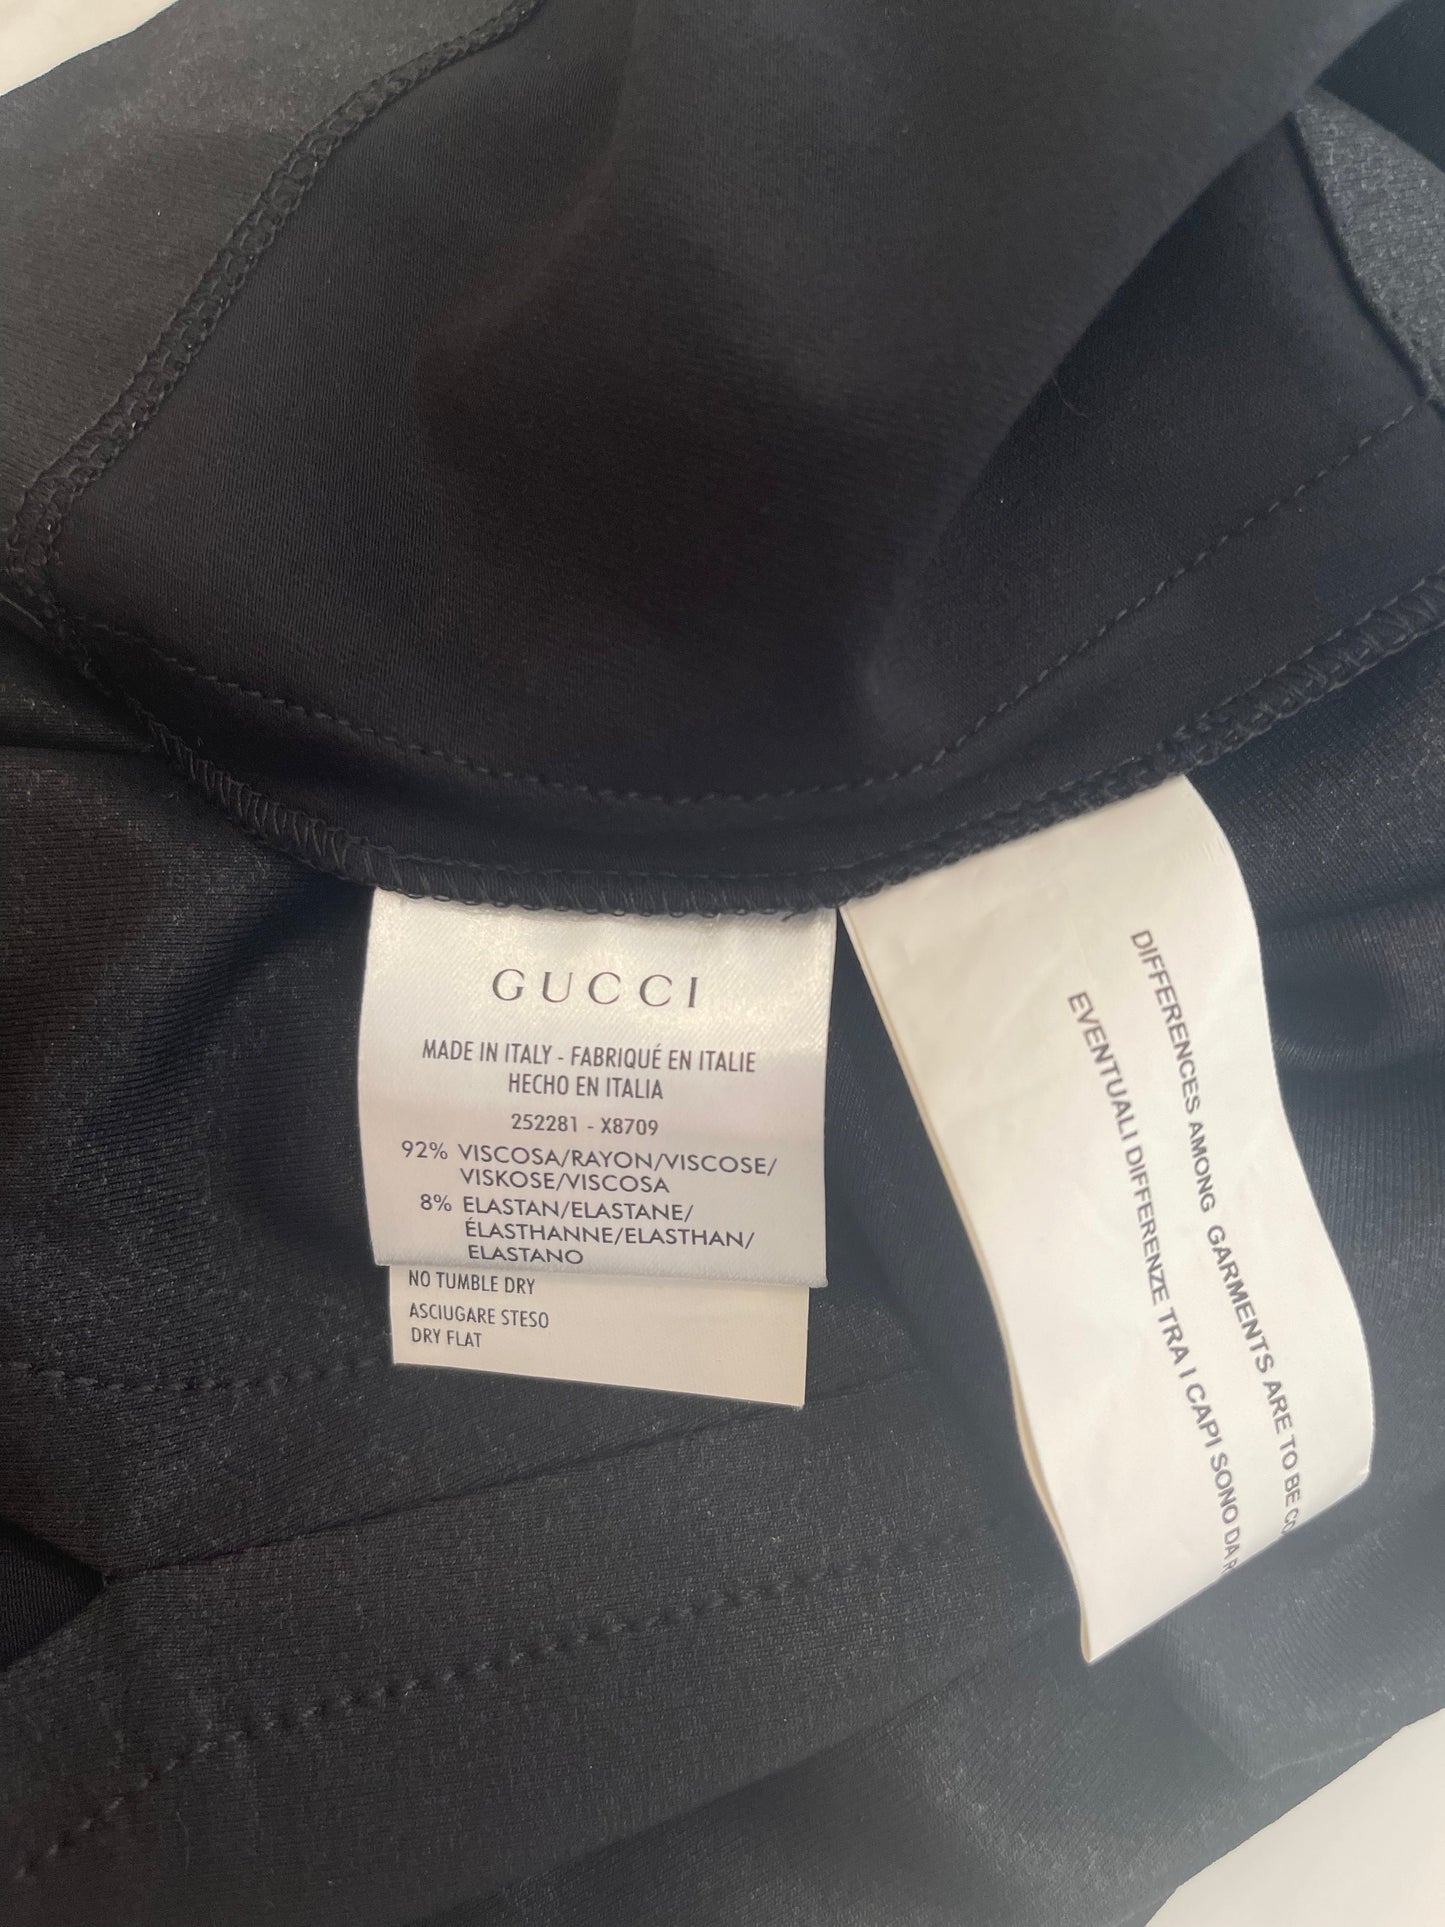 GUCCI
MADE IN ITALY - FABRIQUÉ EN ITALIE
HECHO EN ITALIA
252281 - X8709
92% VISCOSA/RAYON/VISCOSE/
VISKOSE/VISCOSA
8% ELASTAN/ELASTANE/
ÉLASTHANNE/ELASTHAN/
ELASTANO
NO TUMBLE DRY
ASCIUGARE STESO
DRY FLAT
DIFFERENCES AMONG GARMENTS ARE TO BE
EVENTUALI DIFFERENZE TRA I CAPI SONO DA